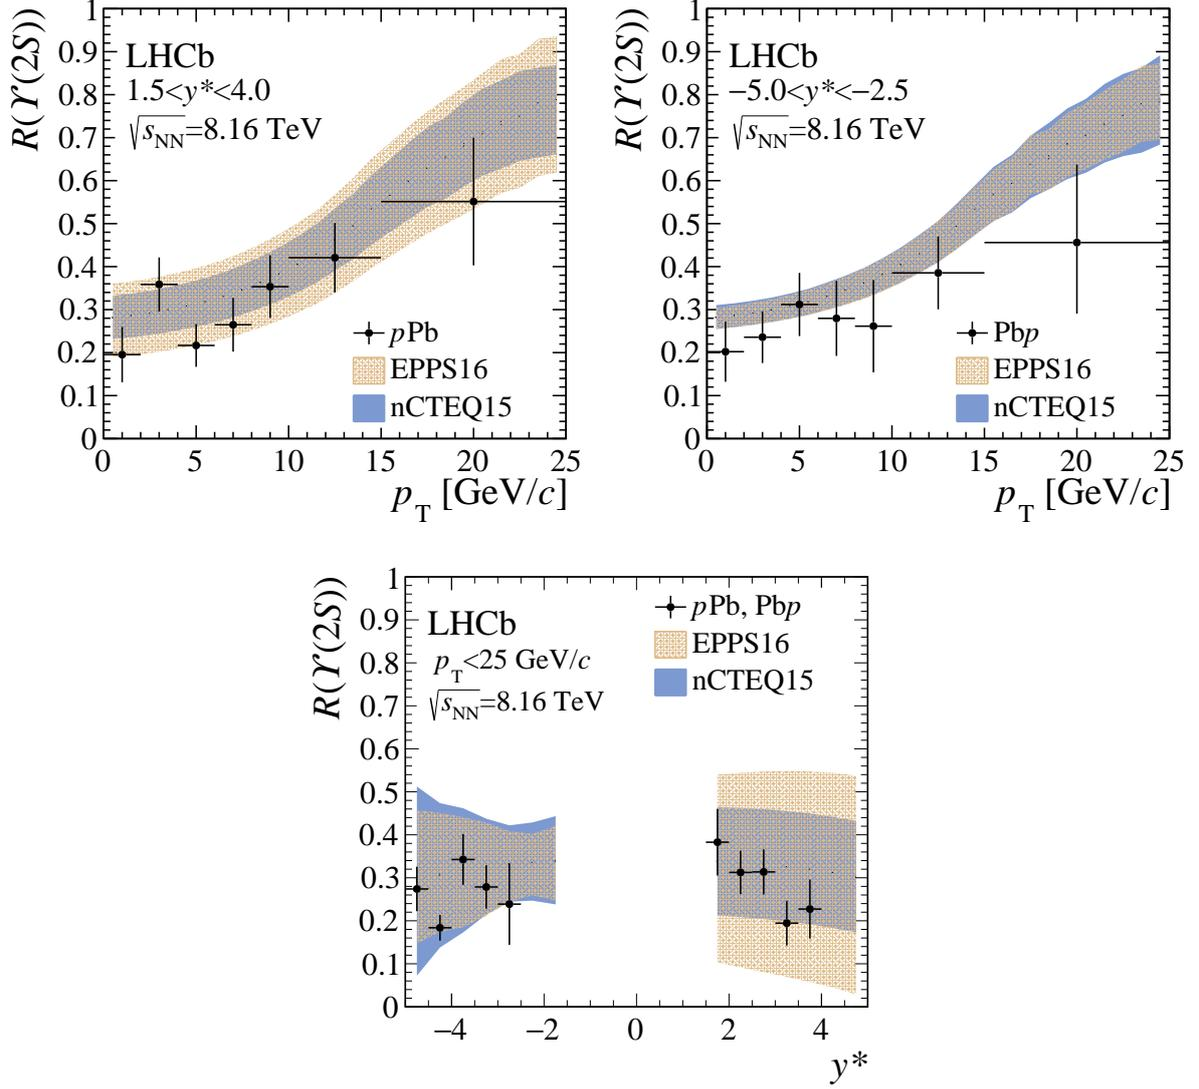 R(ϒ(2S))
1
0.9
0.8
0.7
0.6
0.5
0.4
0.3
0.2
0.1
0
LHCb
1.5<y*<4.0
√sNN=8.16 TeV
pPb
EPPS16
nCTEQ15
0 5 10 15 20 25
pT [GeV/c]
R(ϒ(2S))
1
0.9
0.8
0.7
0.6
0.5
0.4
0.3
0.2
0.1
0
LHCb
−5.0<y*<−2.5
√sNN=8.16 TeV
Pbp
EPPS16
nCTEQ15
0 5 10 15 20 25
pT [GeV/c]
R(ϒ(2S))
1
0.9
0.8
0.7
0.6
0.5
0.4
0.3
0.2
0.1
0
LHCb
pT<25 GeV/c
√sNN=8.16 TeV
pPb, Pbp
EPPS16
nCTEQ15
−4 −2 0 2 4
y*